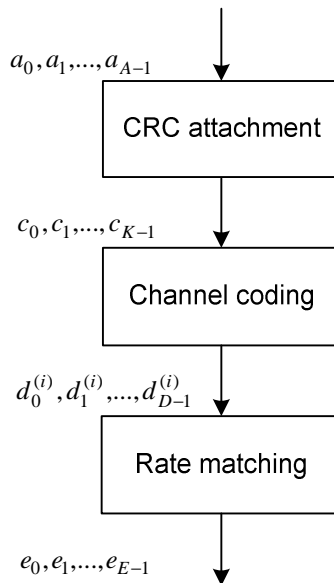 a_0, a_1,..., a_{A−1}
CRC attachment
c_0, c_1,..., c_{K−1}
Channel coding
d_0^{(i)}, d_1^{(i)},..., d_{D−1}^{(i)}
Rate matching
e_0, e_1,..., e_{E−1}